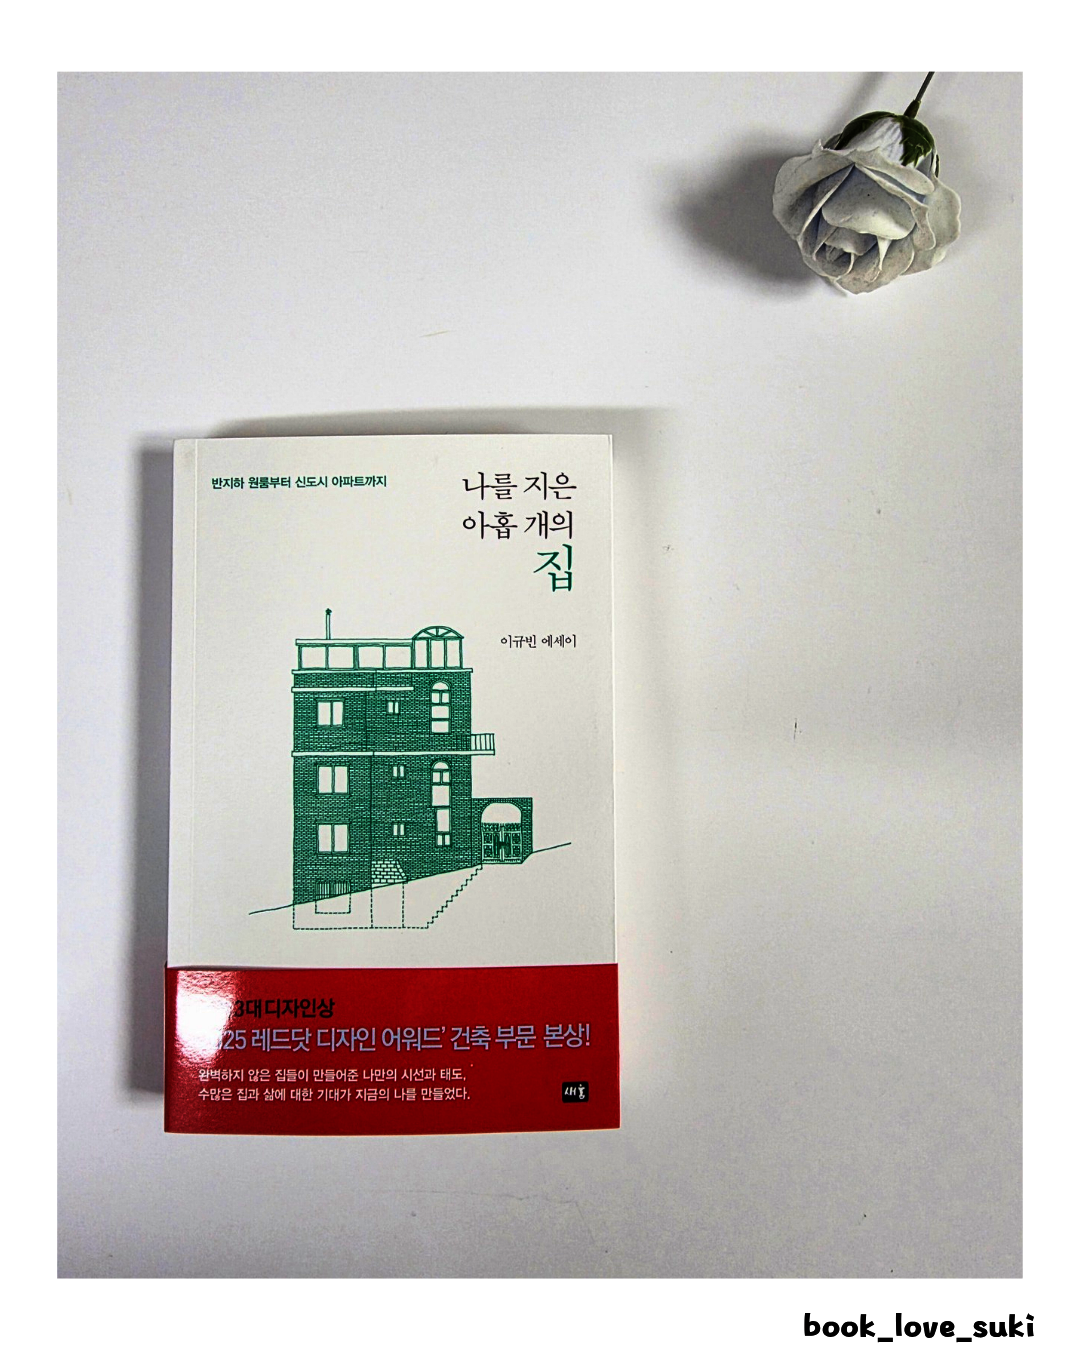 반지하 원룸부터 신도시 아파트까지
나를 지은
아홉 개의
집
이규빈 에세이
3대 디자인상
025 레드닷 디자인 어워드’ 건축 부문 본상!
완벽하지 않은 집들이 만들어준 나만의 시선과 태도,
수많은 집과 삶에 대한 기대가 지금의 나를 만들었다.
새움
book_love_suki